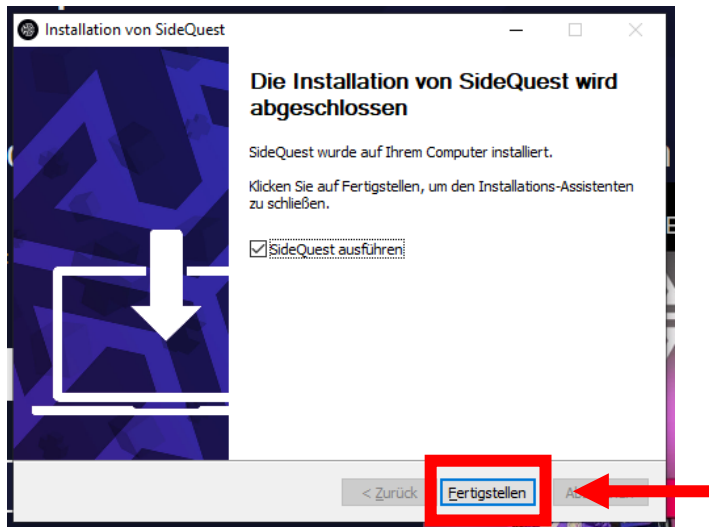 Installation von SideQuest
Die Installation von SideQuest wird
abgeschlossen
SideQuest wurde auf Ihrem Computer installiert.
Klicken Sie auf Fertigstellen, um den Installations-Assistenten
zu schließen.
SideQuest ausführen
< Zurück Fertigstellen